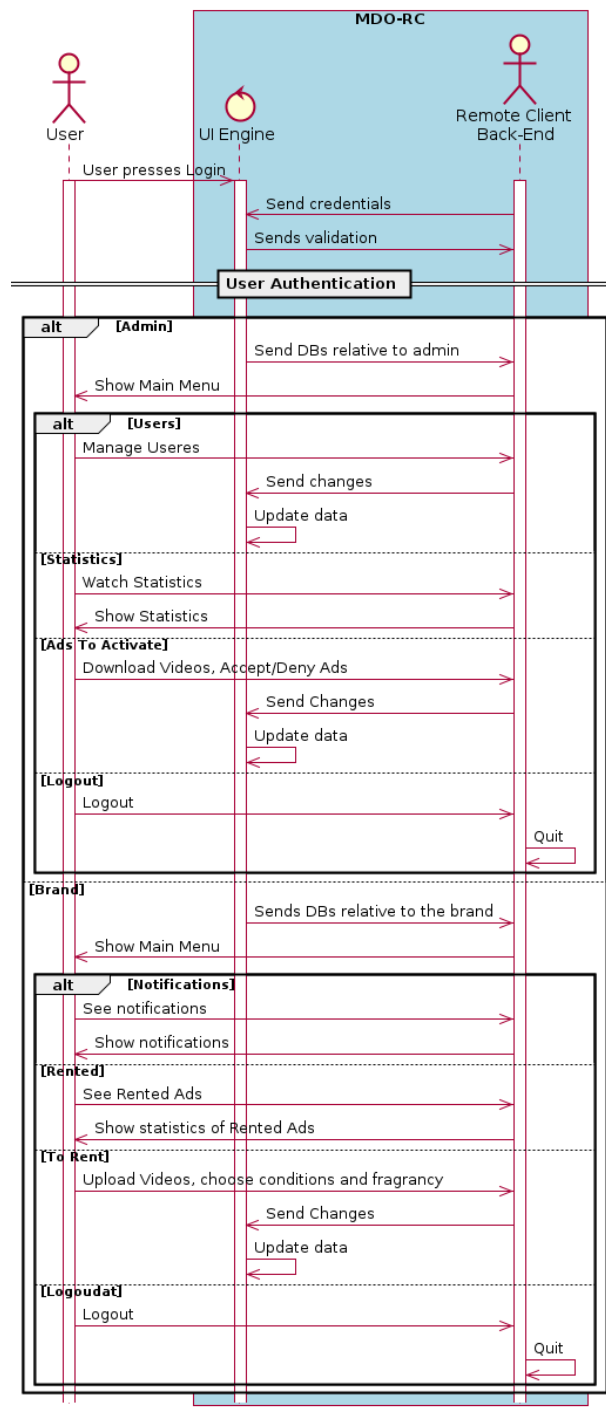 MDO-RC
User
UI Engine
Remote Client
Back-End
User presses Login
Send credentials
Sends validation
User Authentication
alt [Admin]
Send DBs relative to admin
Show Main Menu
alt [Users]
Manage Useres
Send changes
Update data
[Statistics]
Watch Statistics
Show Statistics
[Ads To Activate]
Download Videos, Accept/Deny Ads
Send Changes
Update data
[Logout]
Logout
Quit
[Brand]
Sends DBs relative to the brand
Show Main Menu
alt [Notifications]
See notifications
Show notifications
[Rented]
See Rented Ads
Show statistics of Rented Ads
[To Rent]
Upload Videos, choose conditions and fragrancy
Send Changes
Update data
[Logoudat]
Logout
Quit